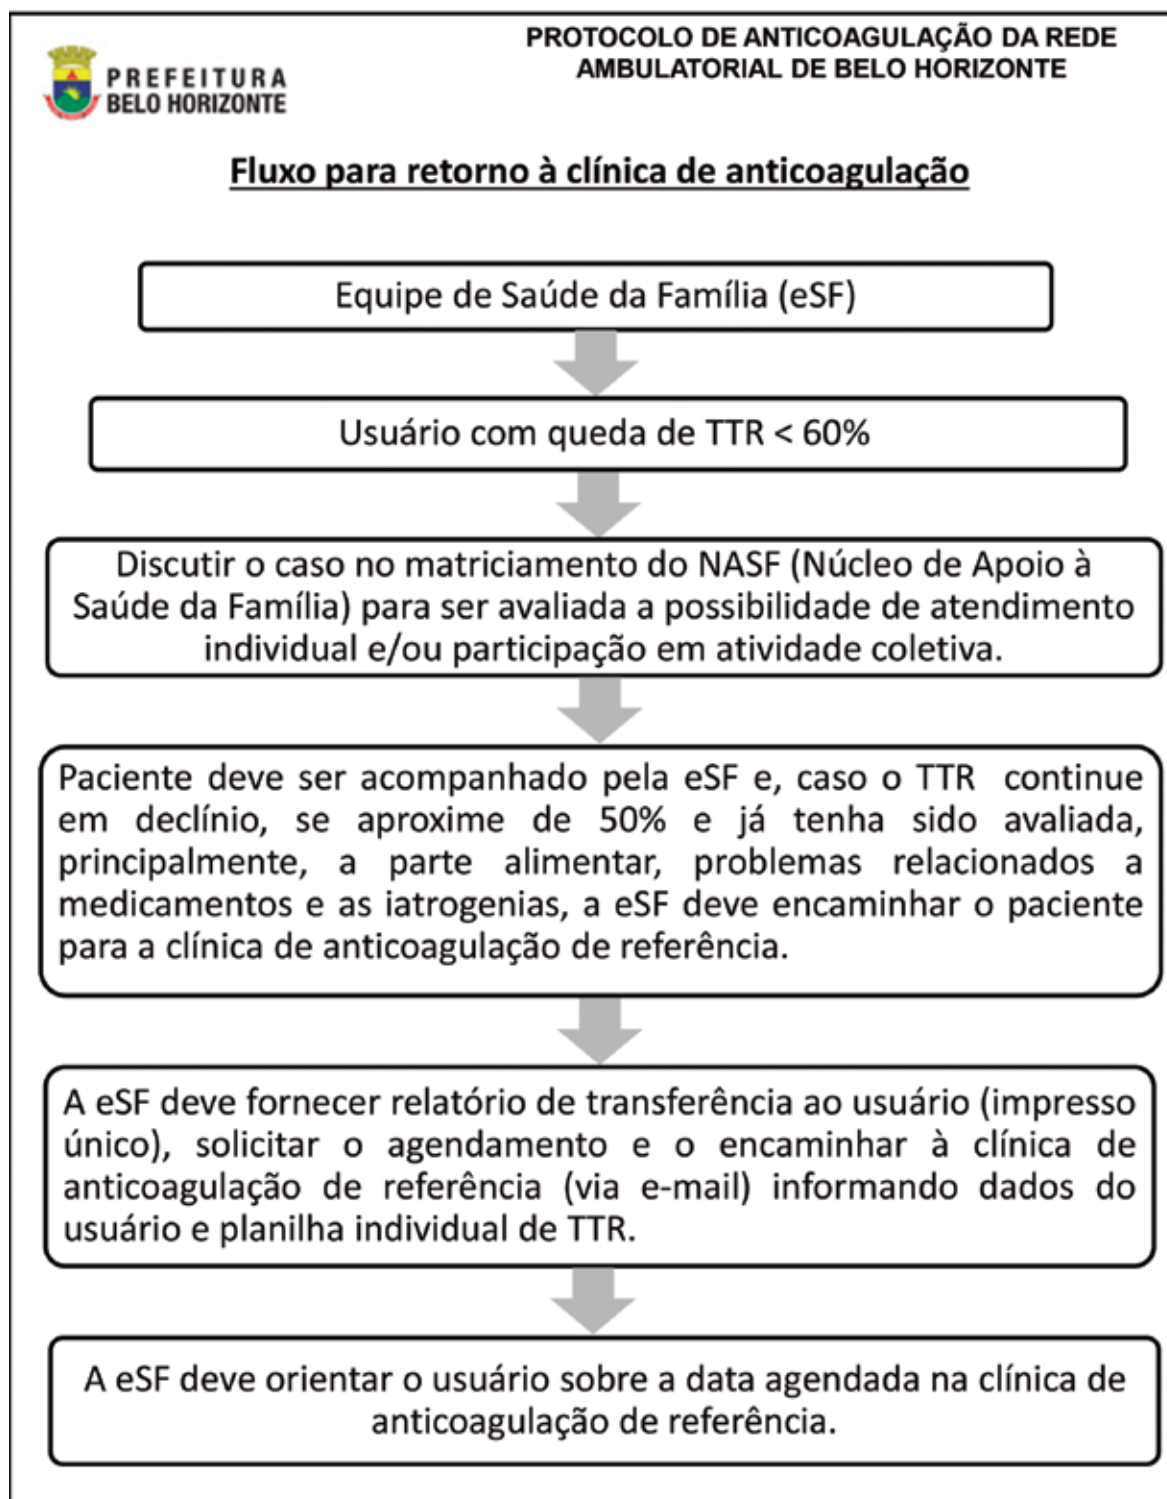 PREFEITURA
BELO HORIZONTE
PROTOCOLO DE ANTICOAGULAÇÃO DA REDE
AMBULATORIAL DE BELO HORIZONTE
Fluxo para retorno à clínica de anticoagulação
Equipe de Saúde da Família (eSF)
Usuário com queda de TTR < 60%
Discutir o caso no matriciamento do NASF (Núcleo de Apoio à
Saúde da Família) para ser avaliada a possibilidade de atendimento
individual e/ou participação em atividade coletiva.
Paciente deve ser acompanhado pela eSF e, caso o TTR continue
em declínio, se aproxime de 50% e já tenha sido avaliada,
principalmente, a parte alimentar, problemas relacionados a
medicamentos e as iatrogenias, a eSF deve encaminhar o paciente
para a clínica de anticoagulação de referência.
A eSF deve fornecer relatório de transferência ao usuário (impresso
único), solicitar o agendamento e o encaminhar à clínica de
anticoagulação de referência (via e-mail) informando dados do
usuário e planilha individual de TTR.
A eSF deve orientar o usuário sobre a data agendada na clínica de
anticoagulação de referência.